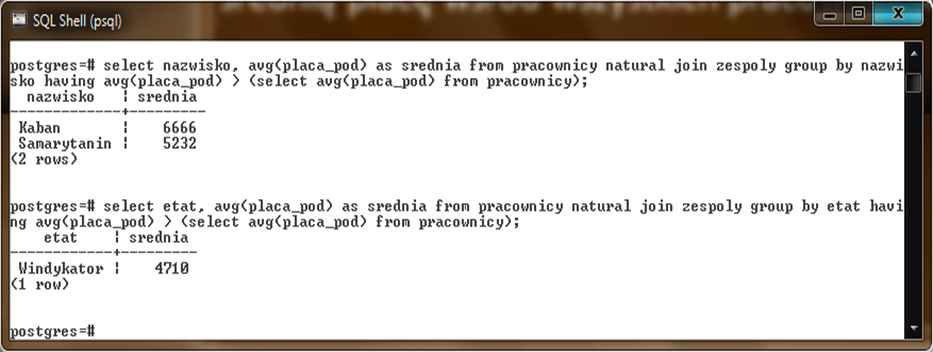 SQL Shell (psql)
postgres=# select nazwisko, avg(placa_pod) as srednia from pracownicy natural join zespoly group by nazwi
sko having avg(placa_pod) > (select avg(placa_pod) from pracownicy);
nazwisko ¦ srednia
-------------+---------
Kaban ¦ 6666
Samarytanin ¦ 5232
(2 rows)
postgres=# select etat, avg(placa_pod) as srednia from pracownicy natural join zespoly group by etat havi
ng avg(placa_pod) > (select avg(placa_pod) from pracownicy);
etat ¦ srednia
------------+---------
Windykator ¦ 4710
(1 row)
postgres=#